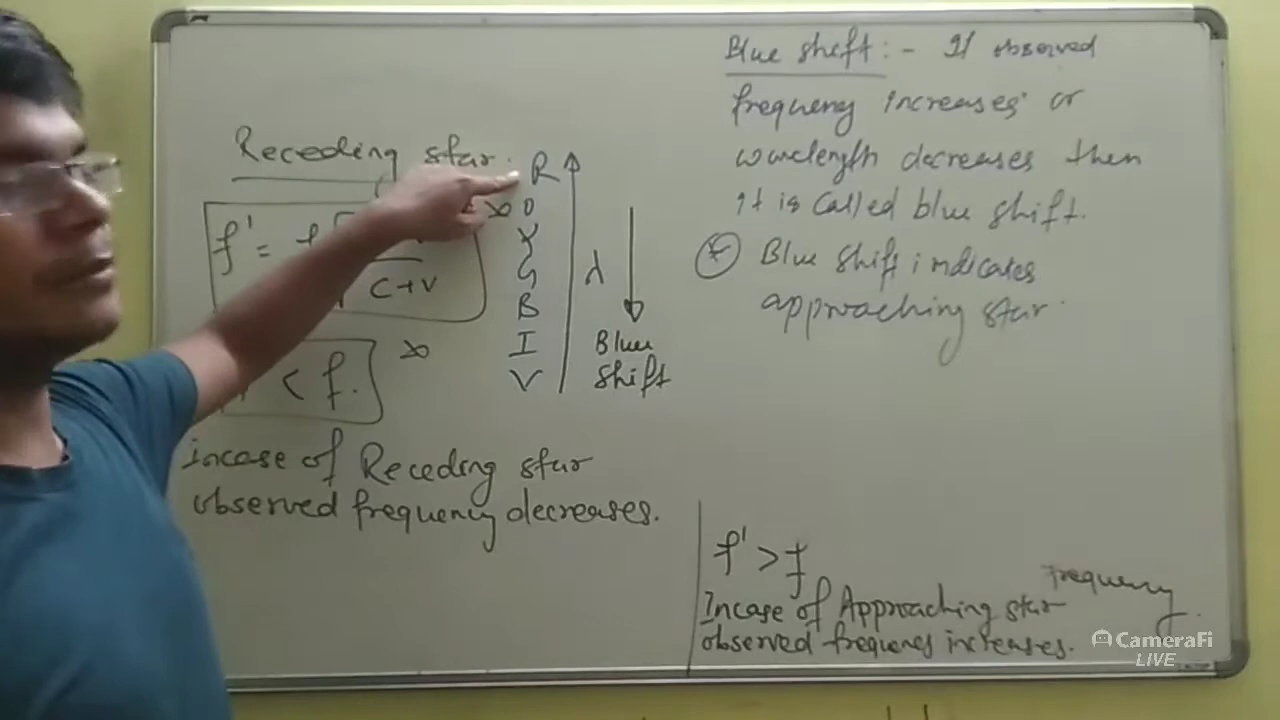 Receding star.
f' = f
C+V
< f.
incase of Receding star
observed frequency decreases.
R
O
Y
G
B
I
V
λ
Blue
shift
Blue shift : - If observed
frequency increases or
wavelength decreases then
it is called blue shift.
* Blue shift indicates
approaching star.
f' > f
Frequency
Incase of Approaching star
observed frequency increases.
CameraFi
LIVE